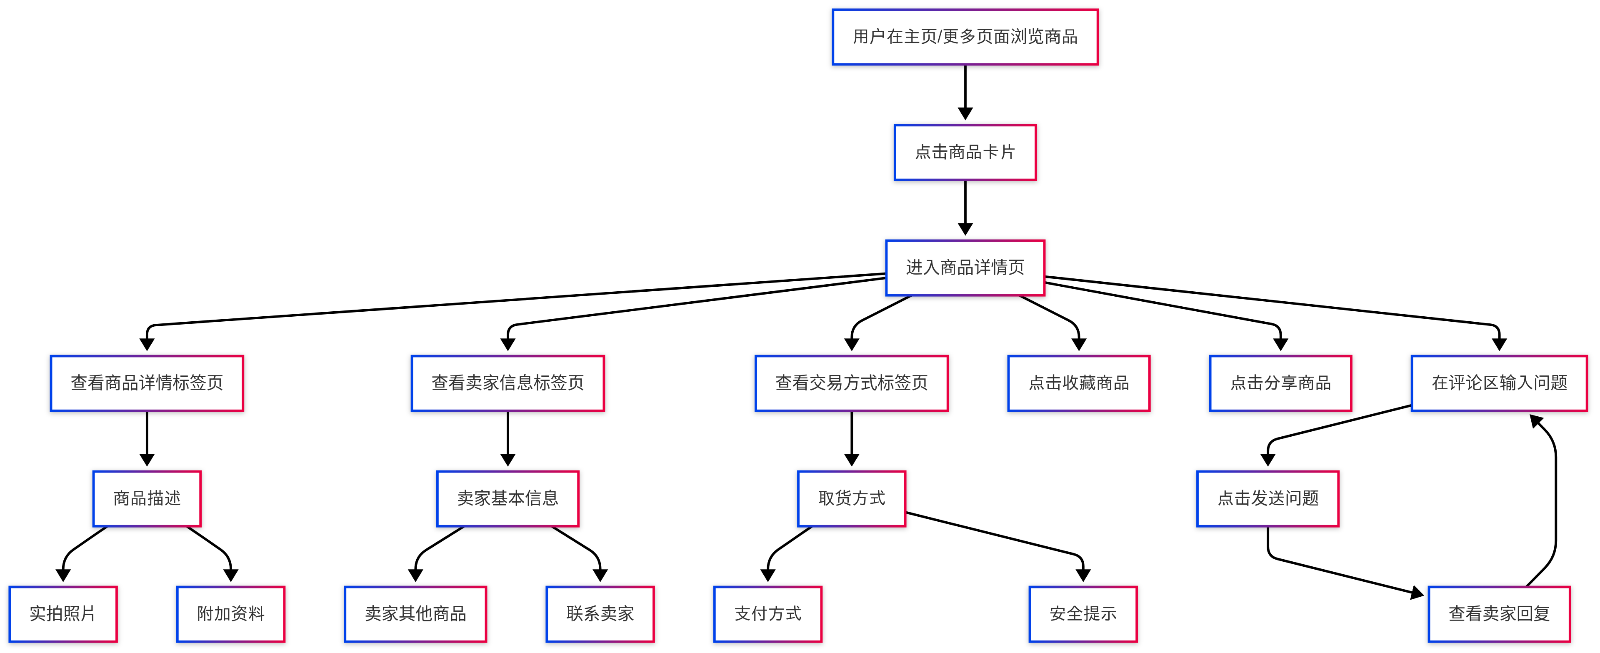 用户在主页/更多页面浏览商品
点击商品卡片
进入商品详情页
查看商品详情标签页
查看卖家信息标签页
查看交易方式标签页
点击收藏商品
点击分享商品
在评论区输入问题
商品描述
卖家基本信息
取货方式
点击发送问题
实拍照片
附加资料
卖家其他商品
联系卖家
支付方式
安全提示
查看卖家回复